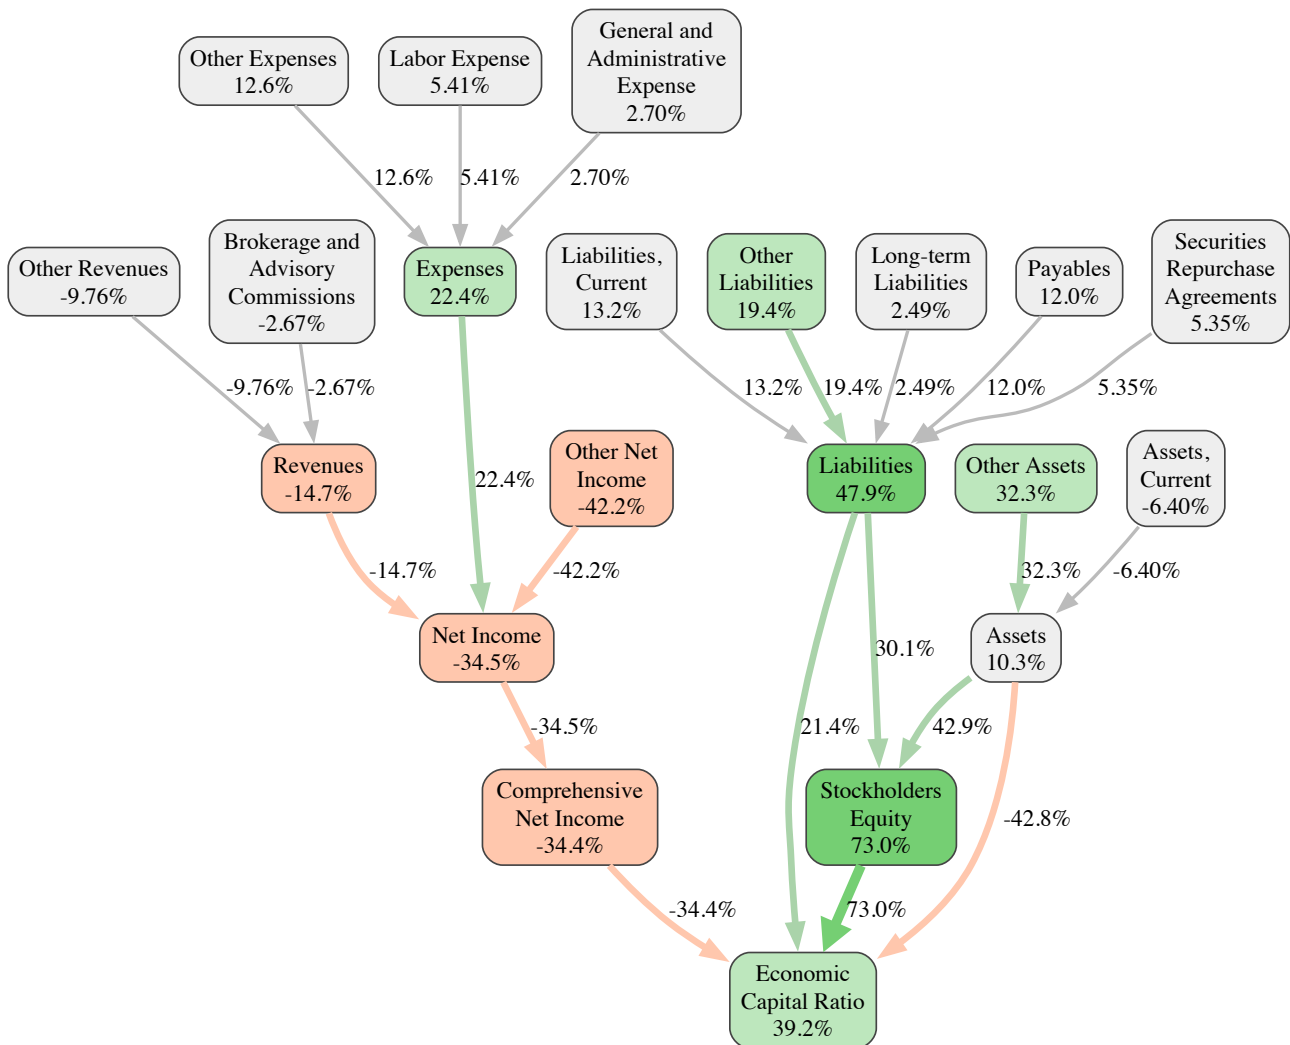 General and
Administrative
Expense
2.70%
Other Expenses
12.6%
Labor Expense
5.41%
12.6%
5.41%
2.70%
Other Revenues
-9.76%
Brokerage and
Advisory
Commissions
-2.67%
Expenses
22.4%
Liabilities,
Current
13.2%
Other
Liabilities
19.4%
Long-term
Liabilities
2.49%
Payables
12.0%
Securities
Repurchase
Agreements
5.35%
-9.76%
-2.67%
13.2%
19.4%
2.49%
12.0%
5.35%
Revenues
-14.7%
22.4%
Other Net
Income
-42.2%
Liabilities
47.9%
Other Assets
32.3%
Assets,
Current
-6.40%
-14.7%
-42.2%
32.3%
-6.40%
Net Income
-34.5%
30.1%
Assets
10.3%
-34.5%
21.4%
42.9%
Comprehensive
Net Income
-34.4%
Stockholders
Equity
73.0%
-42.8%
-34.4%
73.0%
Economic
Capital Ratio
39.2%